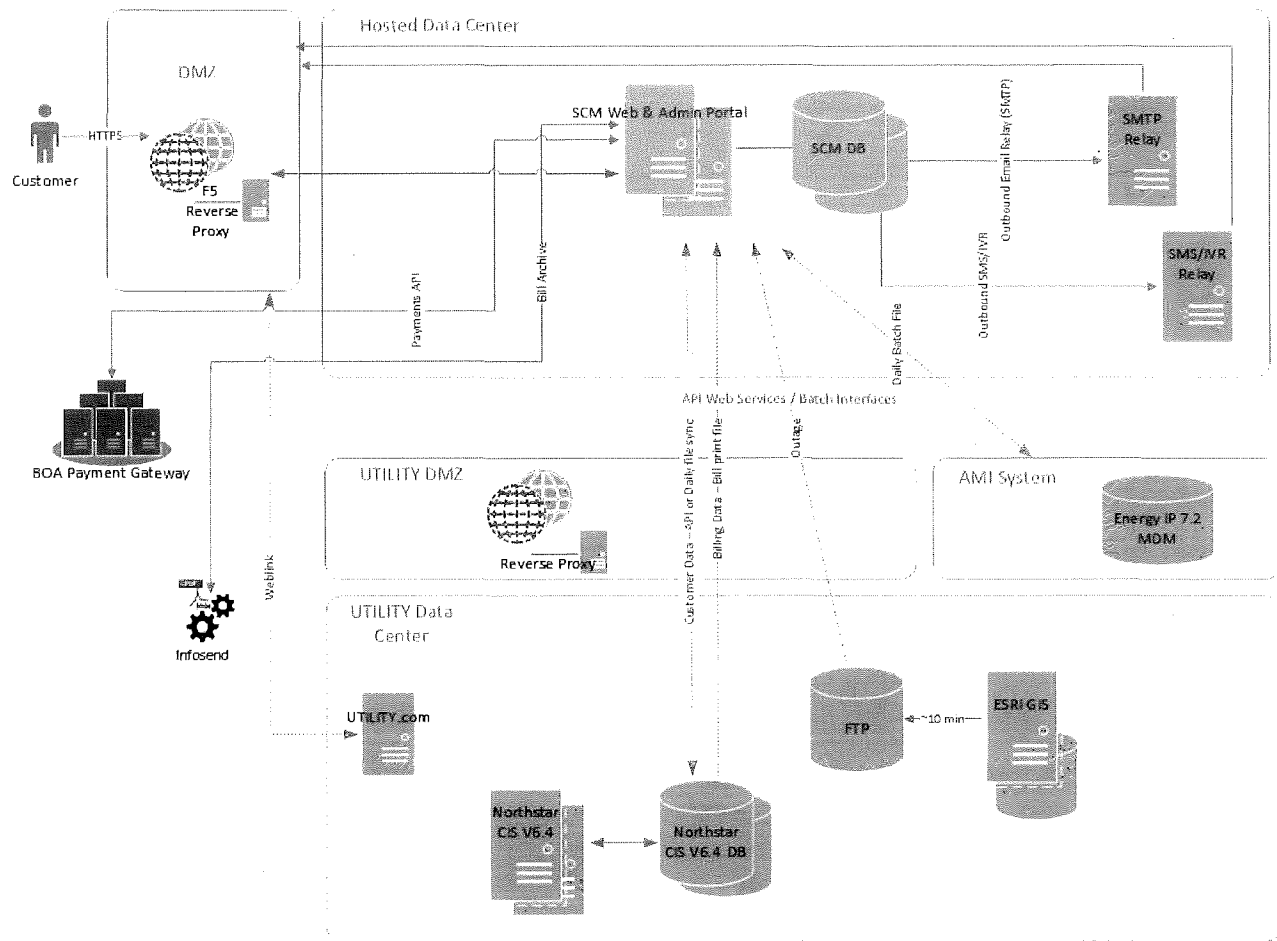 Hosted Data Center
DMZ
SCM Web & Admin Portal
SCM DB
SMTP
Relay
Outbound Email Relay (SMTP)
HTTPS
Customer
F5
Reverse
Proxy
SMS/IVR
Relay
Outbound SMS/IVR
Bill Archive
Payments API
Daily Batch File
API Web Services / Batch Interfaces
BOA Payment Gateway
Outage
Customer Data – API or Daily file sync
Billing Data – Bill print file
UTILITY DMZ
Reverse Proxy
AMI System
Energy IP 7.2
MDM
Weblink
Infosend
UTILITY Data
Center
UTILITY.com
FTP
~10 min
ESRI GIS
Northstar
CIS V6.4
Northstar
CIS V6.4 DB